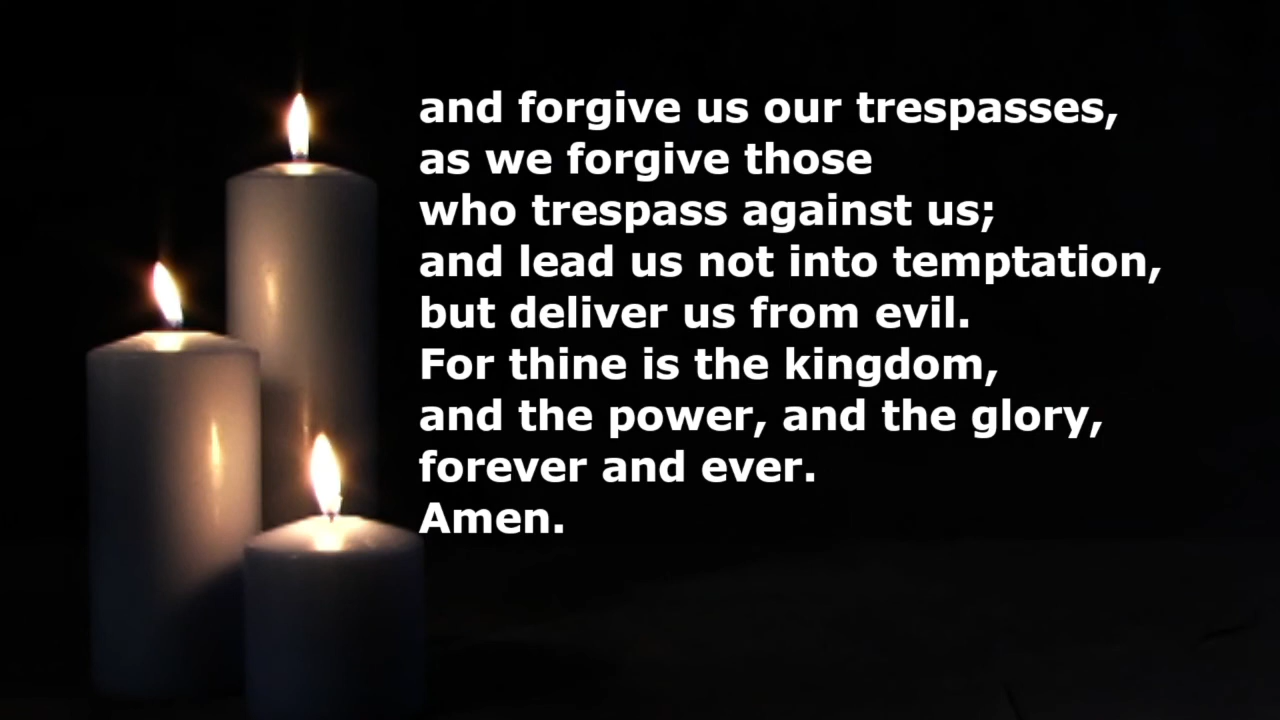 and forgive us our trespasses,
as we forgive those
who trespass against us;
and lead us not into temptation,
but deliver us from evil.
For thine is the kingdom,
and the power, and the glory,
forever and ever.
Amen.